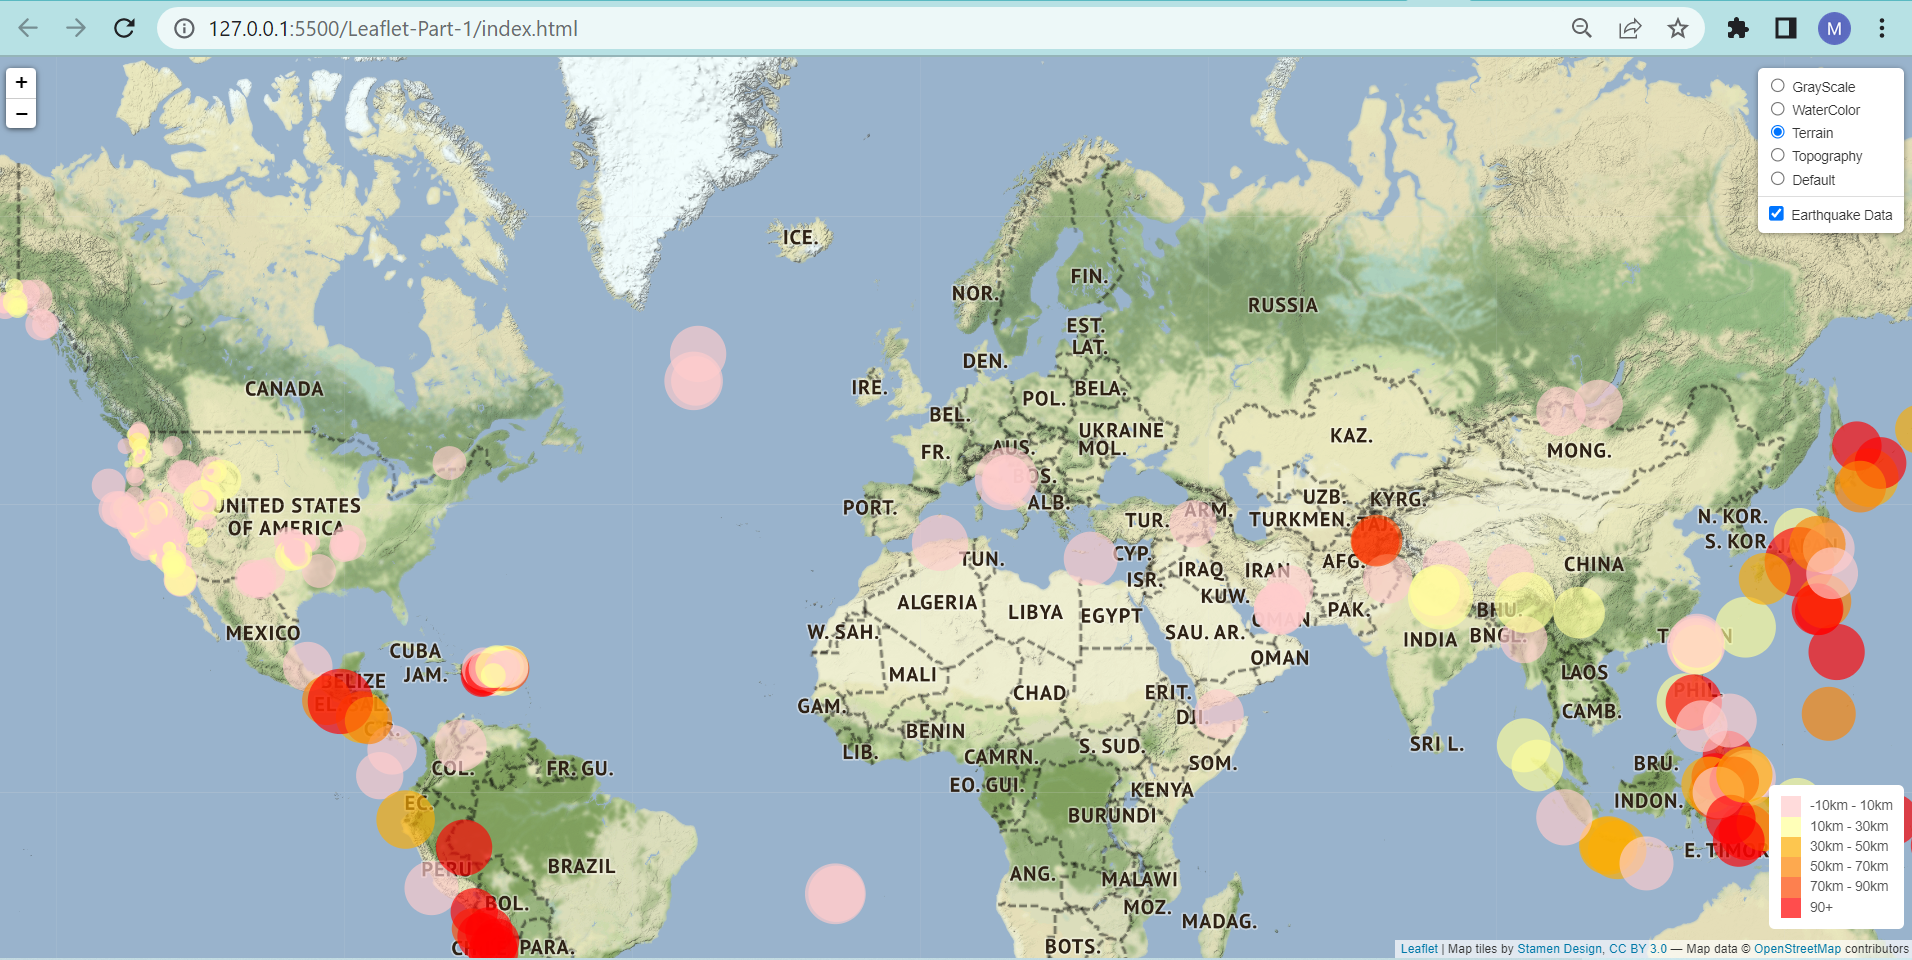 127.0.0.1:5500/Leaflet-Part-1/index.html
M
+
−
GrayScale
WaterColor
Terrain
Topography
Default
Earthquake Data
ICE.
FIN.
NOR.
RUSSIA
EST.
LAT.
DEN.
CANADA
IRE.
BELA.
POL.
BEL.
UKRAINE
KAZ.
AUS.
MOL.
FR.
MONG.
BOS.
UZB.
KYRG.
UNITED STATES
ALB.
PORT.
ARM.
N. KOR.
TUR.
TURKMEN.
TAJ.
OF AMERICA
S. KOR.
CYP.
TUN.
AFG.
CHINA
IRAQ
IRAN
ISR.
KUW.
ALGERIA
LIBYA
EGYPT
PAK.
BHU.
OMAN
MEXICO
W. SAH.
SAU. AR.
INDIA
BNGL.
CUBA
OMAN
JAM.
MALI
LAOS
BELIZE
CHAD
ERIT.
PHIL.
EL. SAL.
GAM.
CAMB.
DJI.
C.R.
BENIN
LIB.
S. SUD.
SRI L.
CAMRN.
SOM.
BRU.
COL.
FR. GU.
EO. GUI.
KENYA
EC.
INDON.
BURUNDI
E. TIMOR
BRAZIL
PERU
ANG.
MALAWI
BOL.
MOZ.
MADAG.
PARA.
BOTS.
-10km - 10km
10km - 30km
30km - 50km
50km - 70km
70km - 90km
90+
Leaflet | Map tiles by Stamen Design, CC BY 3.0 — Map data © OpenStreetMap contributors